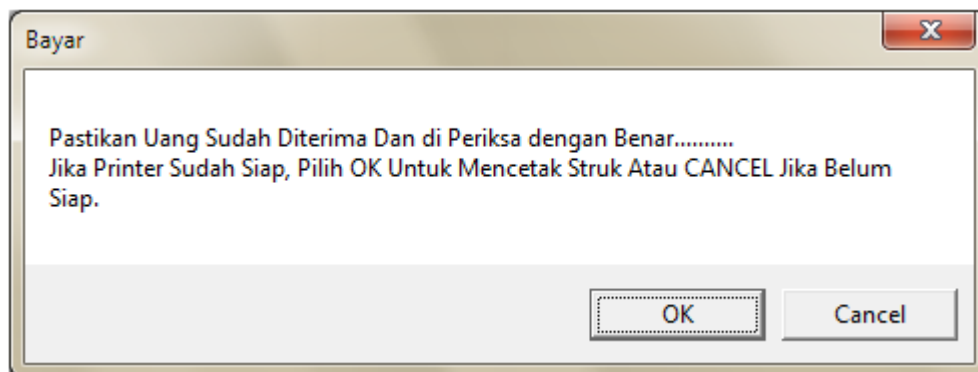 Bayar
Pastikan Uang Sudah Diterima Dan di Periksa dengan Benar..........
Jika Printer Sudah Siap, Pilih OK Untuk Mencetak Struk Atau CANCEL Jika Belum
Siap.
OK
Cancel